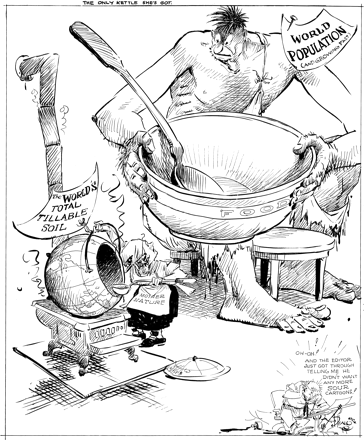 THE ONLY KETTLE SHE'S GOT.
WORLD
POPULATION
(AND GROWING FAST)
The WORLD'S
TOTAL
TILLABLE
SOIL
FOOD
MOTHER
NATURE
OH-OH!
AND THE EDITOR
JUST GOT THROUGH
TELLING ME HE
DIDN'T WANT
ANY MORE
SOUR
CARTOONS!